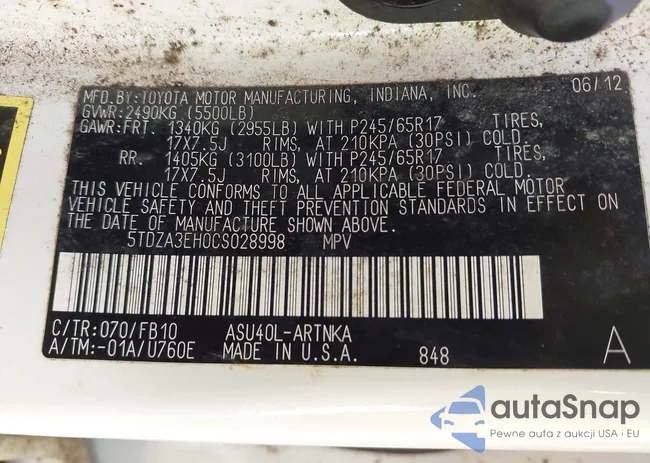 MFD.BY:TOYOTA MOTOR MANUFACTURING, INDIANA, INC. 06/12
GVWR:2490KG (5500LB)
GAWR:FRT. 1340KG (2955LB) WITH P245/65R17 TIRES,
17X7.5J RIMS, AT 210KPA (30PSI) COLD
RR. 1405KG (3100LB) WITH P245/65R17 TIRES,
17X7.5J RIMS, AT 210KPA (30PSI) COLD.
THIS VEHICLE CONFORMS TO ALL APPLICABLE FEDERAL MOTOR
VEHICLE SAFETY AND THEFT PREVENTION STANDARDS IN EFFECT ON
THE DATE OF MANUFACTURE SHOWN ABOVE.
5TDZA3EH0CS028998 MPV
C/TR:070/FB10 ASU40L-ARTNKA
A/TM:-01A/U760E MADE IN U.S.A. 848 A
autoSnap
Pewne auta z aukcji USA i EU